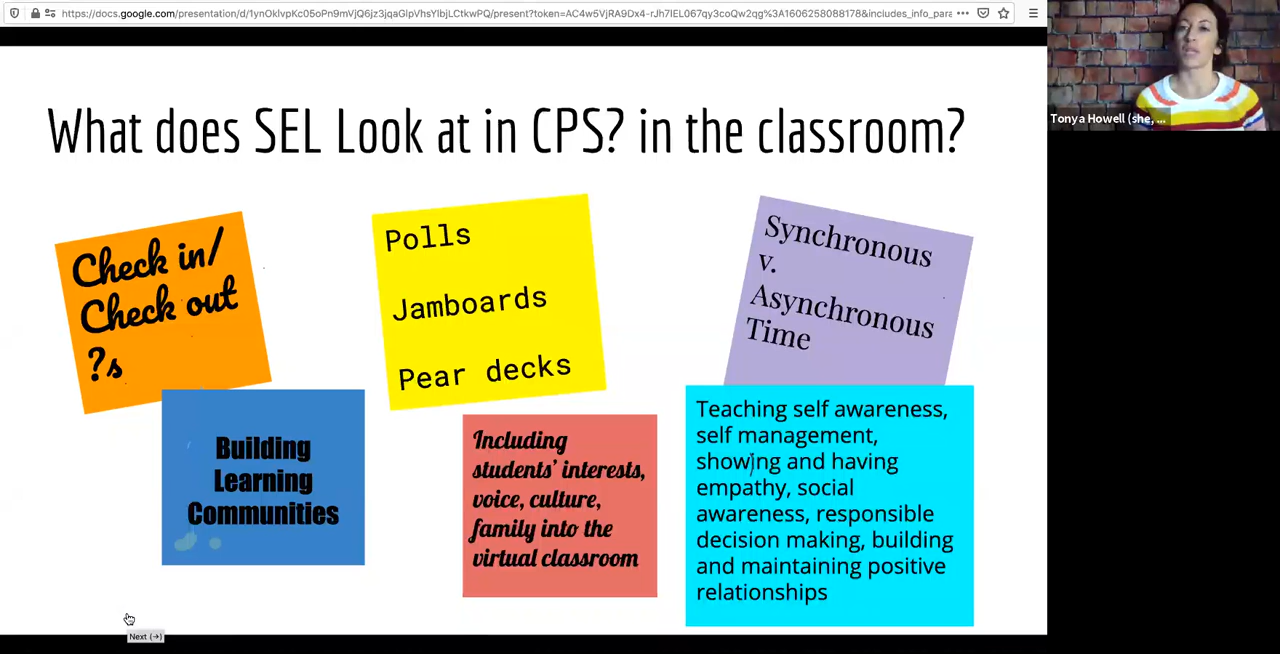 https://docs.google.com/presentation/d/1ynOklvpKc05oPn9mVjQ6jz3jqaGlpVhsYlbjLCtkwPQ/present?token=AC4w5VjRA9Dx4-rJh7IEL067qy3coQw2qg%3A1606258088178&includes_info_para
Tonya Howell (she, ...
What does SEL Look at in CPS? in the classroom?
Check in/
Check out
?s
Polls
Jamboards
Pear decks
Synchronous
v.
Asynchronous
Time
Building
Learning
Communities
Including
students’ interests,
voice, culture,
family into the
virtual classroom
Teaching self awareness,
self management,
showing and having
empathy, social
awareness, responsible
decision making, building
and maintaining positive
relationships
Next (→)